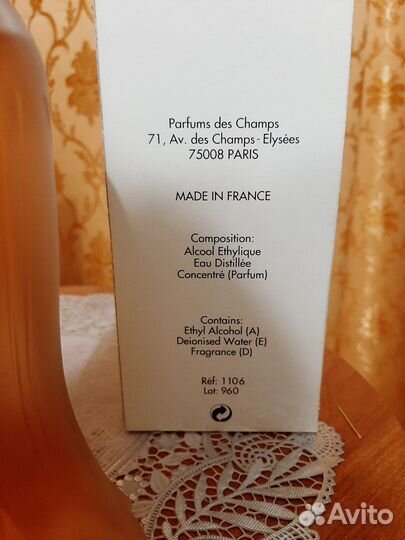 Parfums des Champs
71, Av. des Champs - Elysées
75008 PARIS
MADE IN FRANCE
Composition:
Alcool Ethylique
Eau Distillée
Concentré (Parfum)
Contains:
Ethyl Alcohol (A)
Deionised Water (E)
Fragrance (D)
Réf: 1106
Lot: 960
Avito